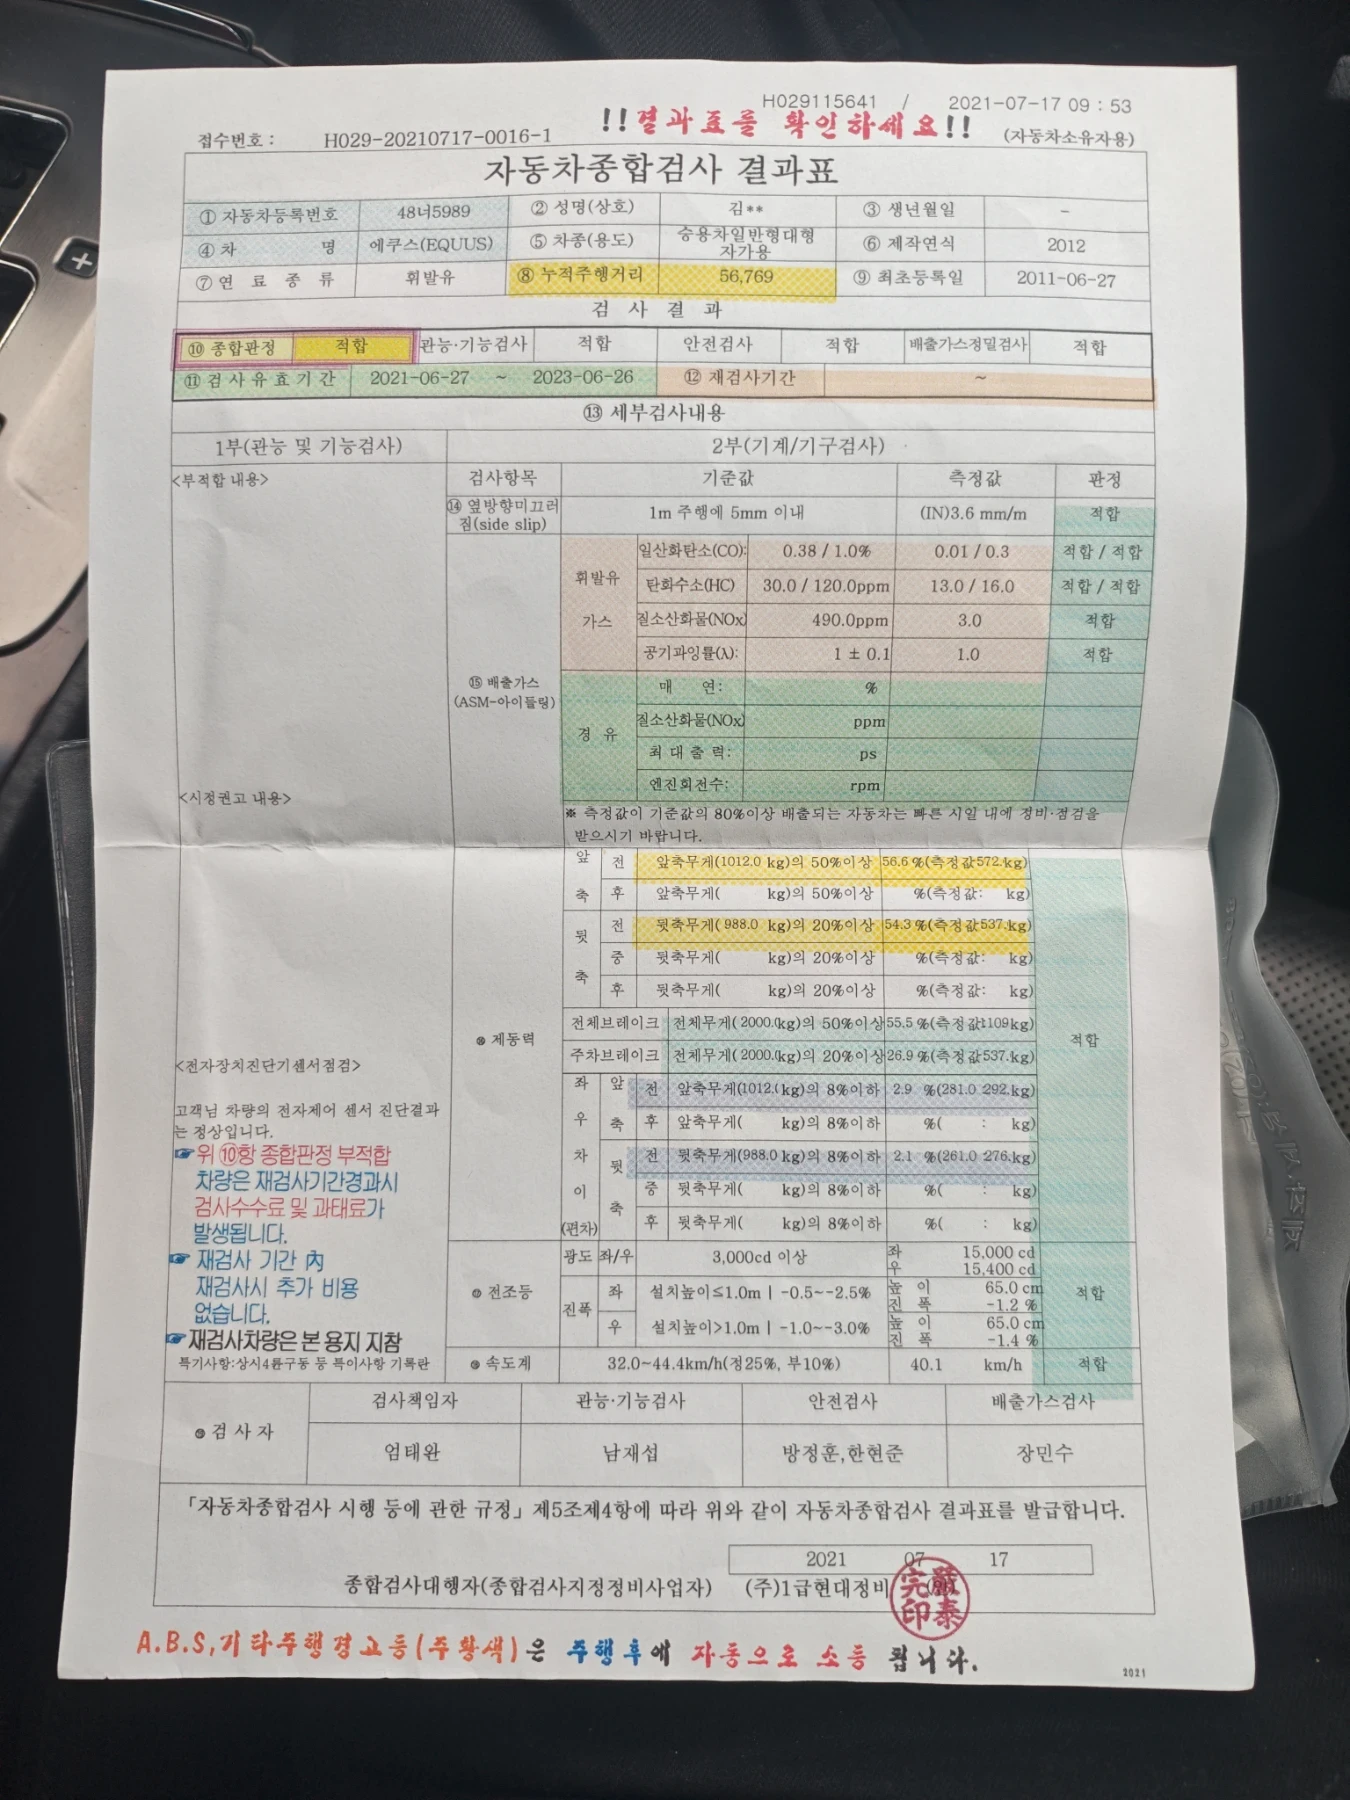 H029115641 / 2021-07-17 09 : 53
!!결과표를 확인하세요!!
접수번호 : H029-20210717-0016-1 (자동차소유자용)
자동차종합검사 결과표
① 자동차등록번호 48너5989 ② 성명(상호) 김** ③ 생년월일 -
④ 차 명 에쿠스(EQUUS) ⑤ 차종(용도) 승용차일반형대형 자가용 ⑥ 제작연식 2012
⑦ 연 료 종 류 휘발유 ⑧ 누적주행거리 56,769 ⑨ 최초등록일 2011-06-27
검 사 결 과
⑩ 종합판정 적합 관능·기능검사 적합 안전검사 적합 배출가스정밀검사 적합
⑪ 검사유효기간 2021-06-27 ~ 2023-06-26 ⑫ 재검사기간 ~
⑬ 세부검사내용
1부(관능 및 기능검사) 2부(기계/기구검사)
<부적합 내용> 검사항목 기준값 측정값 판정
⑭ 옆방향미끄러짐(side slip) 1m 주행에 5mm 이내 (IN)3.6 mm/m 적합
⑮ 배출가스 (ASM-아이들링)
휘발유 가스 일산화탄소(CO): 0.38 / 1.0% 0.01 / 0.3 적합 / 적합
탄화수소(HC) 30.0 / 120.0ppm 13.0 / 16.0 적합 / 적합
질소산화물(NOx) 490.0ppm 3.0 적합
공기과잉률(λ): 1 ± 0.1 1.0 적합
경 유 매 연: %
질소산화물(NOx) ppm
최 대 출 력: ps
엔진회전수: rpm
<시정권고 내용>
※ 측정값이 기준값의 80%이상 배출되는 자동차는 빠른 시일 내에 정비·점검을
받으시기 바랍니다.
⑯ 제동력 적합
앞축 전 앞축무게(1012.0 kg)의 50%이상 56.6 %(측정값572.kg)
후 앞축무게( kg)의 50%이상 %(측정값: kg)
뒷축 전 뒷축무게( 988.0 kg)의 20%이상 54.3 %(측정값537.kg)
중 뒷축무게( kg)의 20%이상 %(측정값: kg)
후 뒷축무게( kg)의 20%이상 %(측정값: kg)
전체브레이크 전체무게( 2000.0kg)의 50%이상 55.5 %(측정값1109kg)
주차브레이크 전체무게( 2000.0kg)의 20%이상 26.9 %(측정값537.kg)
좌우차이(편차) 앞축 전 앞축무게(1012.0kg)의 8%이하 2.9 %(281.0 292.kg)
후 앞축무게( kg)의 8%이하 %( : kg)
뒷축 전 뒷축무게(988.0 kg)의 8%이하 2.1 %(261.0 276.kg)
중 뒷축무게( kg)의 8%이하 %( : kg)
후 뒷축무게( kg)의 8%이하 %( : kg)
<전자장치진단기센서점검>
고객님 차량의 전자제어 센서 진단결과
는 정상입니다.
☞ 위 ⑩항 종합판정 부적합
차량은 재검사기간경과시
검사수수료 및 과태료가
발생됩니다.
☞ 재검사 기간 內
재검사시 추가 비용
없습니다.
☞ 재검사차량은 본 용지 지참
특기사항:상시4륜구동 등 특이사항 기록란
⑰ 전조등 적합
광도 좌/우 3,000cd 이상 좌 15,000 cd
우 15,400 cd
진폭 좌 설치높이≤1.0m | -0.5~-2.5% 높 이 65.0 cm
진 폭 -1.2 %
우 설치높이>1.0m | -1.0~-3.0% 높 이 65.0 cm
진 폭 -1.4 %
⑱ 속도계 32.0~44.4km/h(정25%, 부10%) 40.1 km/h 적합
⑲ 검 사 자 검사책임자 관능·기능검사 안전검사 배출가스검사
엄태완 남재섭 방정훈,한현준 장민수
「자동차종합검사 시행 등에 관한 규정」 제5조제4항에 따라 위와 같이 자동차종합검사 결과표를 발급합니다.
2021 07 17
종합검사대행자(종합검사지정정비사업자) (주)1급현대정비
嚴泰完印
A.B.S,기타주행경고등(주황색)은 주행후에 자동으로 소등 됩니다.
2021